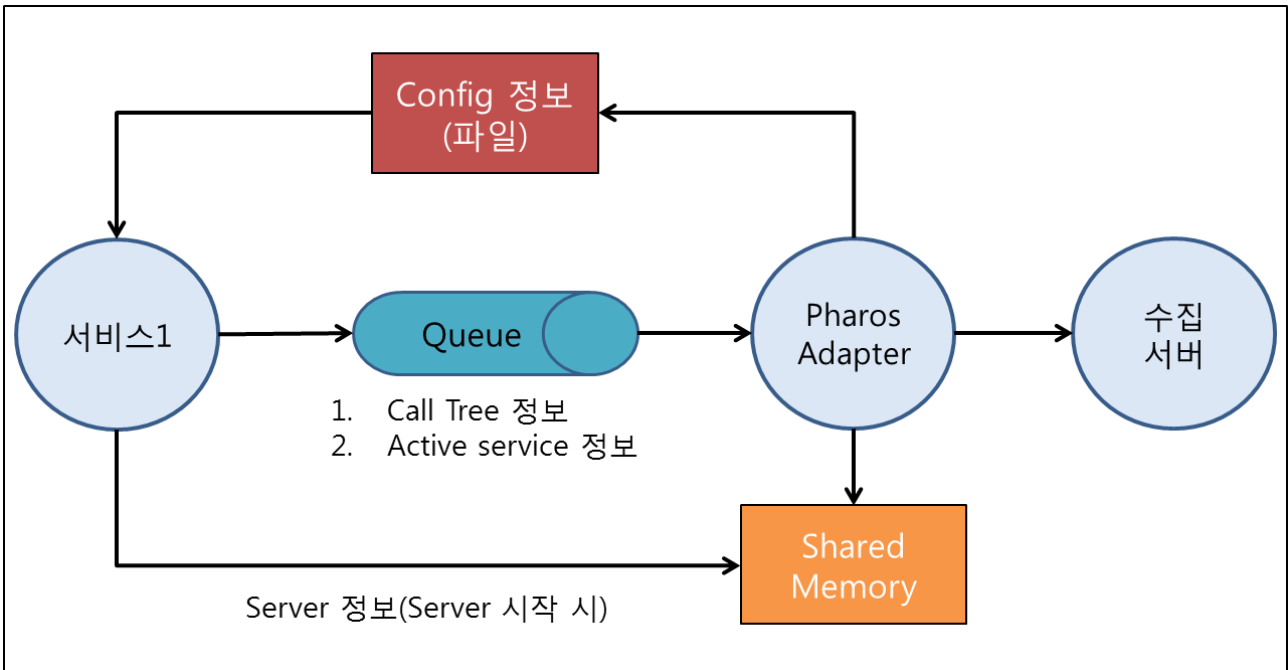 Config 정보
(파일)
서비스1
Queue
Pharos
Adapter
수집
서버
1. Call Tree 정보
2. Active service 정보
Shared
Memory
Server 정보(Server 시작 시)